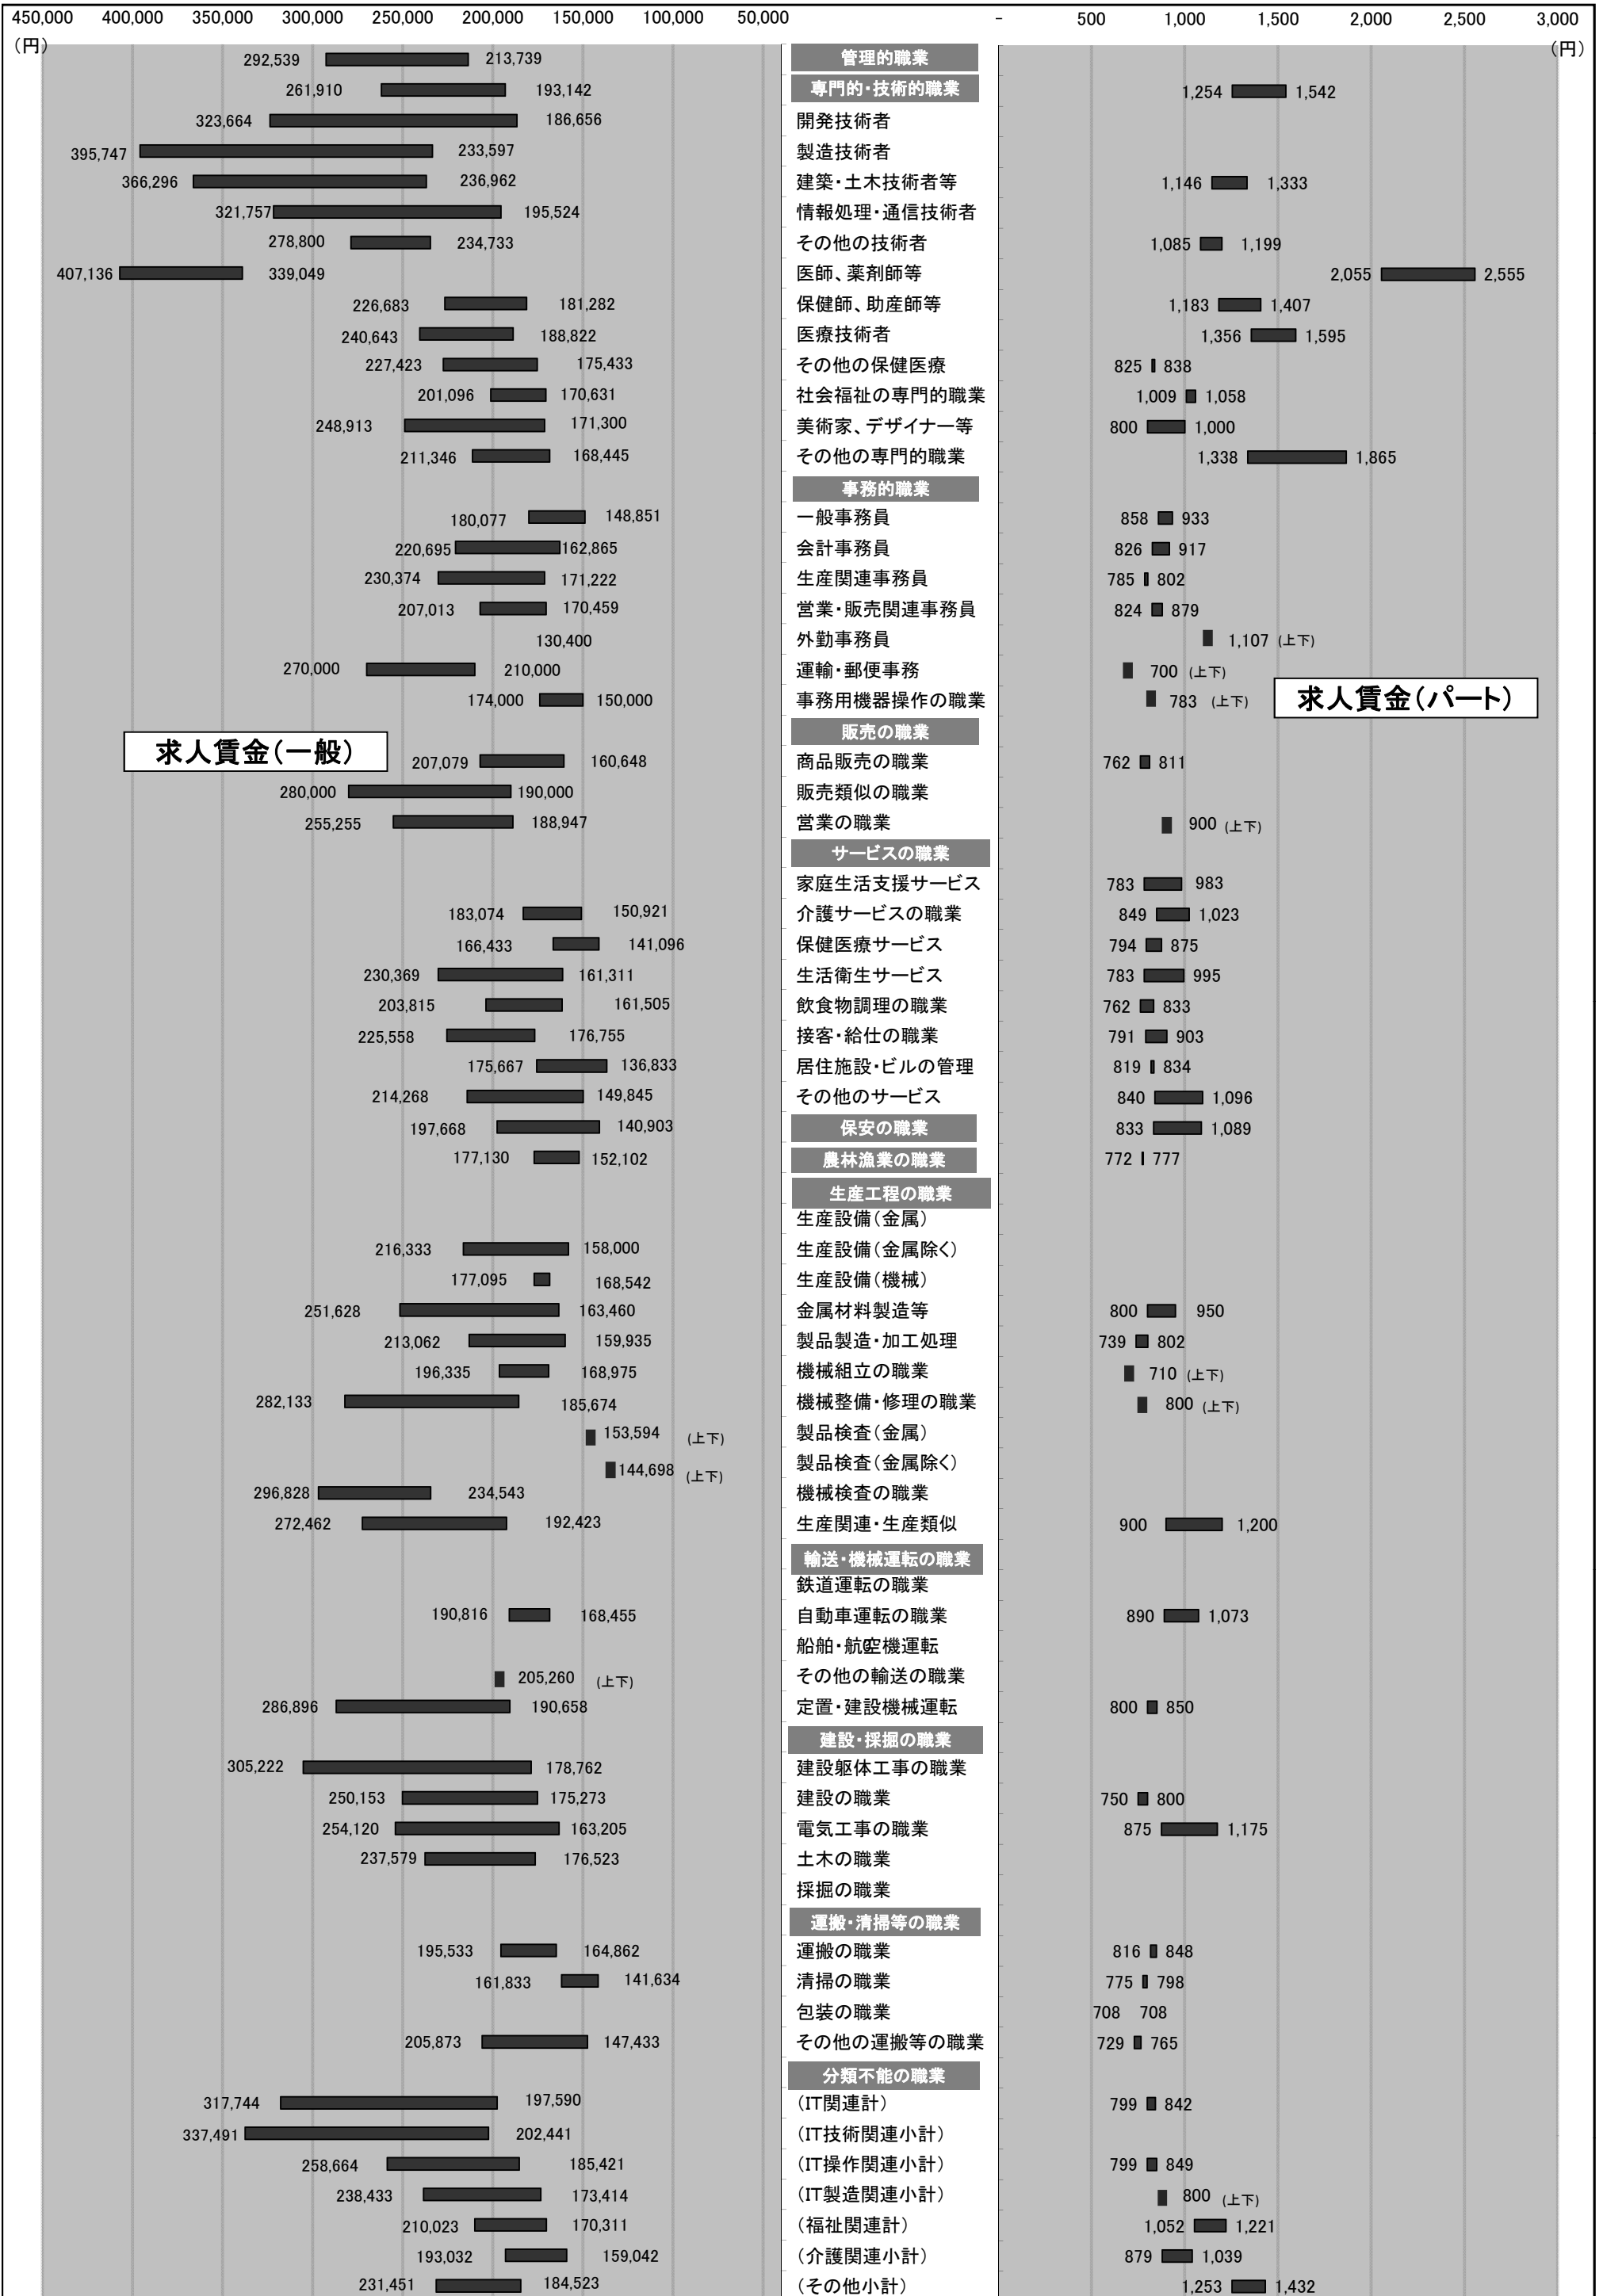 450,000 400,000 350,000 300,000 250,000 200,000 150,000 100,000 50,000 - 500 1,000 1,500 2,000 2,500 3,000
（円） （円）
292,539 213,739 管理的職業
261,910 193,142 専門的・技術的職業 1,254 1,542
323,664 186,656 開発技術者
395,747 233,597 製造技術者
366,296 236,962 建築・土木技術者等 1,146 1,333
321,757 195,524 情報処理・通信技術者
278,800 234,733 その他の技術者 1,085 1,199
407,136 339,049 医師、薬剤師等 2,055 2,555
226,683 181,282 保健師、助産師等 1,183 1,407
240,643 188,822 医療技術者 1,356 1,595
227,423 175,433 その他の保健医療 825 838
201,096 170,631 社会福祉の専門的職業 1,009 1,058
248,913 171,300 美術家、デザイナー等 800 1,000
211,346 168,445 その他の専門的職業 1,338 1,865
事務的職業
180,077 148,851 一般事務員 858 933
220,695 162,865 会計事務員 826 917
230,374 171,222 生産関連事務員 785 802
207,013 170,459 営業・販売関連事務員 824 879
130,400 外勤事務員 1,107 (上下)
270,000 210,000 運輸・郵便事務 700 (上下)
174,000 150,000 事務用機器操作の職業 783 (上下)
求人賃金（パート）
販売の職業
求人賃金（一般）
207,079 160,648 商品販売の職業 762 811
280,000 190,000 販売類似の職業
255,255 188,947 営業の職業 900 (上下)
サービスの職業
家庭生活支援サービス 783 983
183,074 150,921 介護サービスの職業 849 1,023
166,433 141,096 保健医療サービス 794 875
230,369 161,311 生活衛生サービス 783 995
203,815 161,505 飲食物調理の職業 762 833
225,558 176,755 接客・給仕の職業 791 903
175,667 136,833 居住施設・ビルの管理 819 834
214,268 149,845 その他のサービス 840 1,096
197,668 140,903 保安の職業 833 1,089
177,130 152,102 農林漁業の職業 772 777
生産工程の職業
生産設備（金属）
216,333 158,000 生産設備（金属除く）
177,095 168,542 生産設備（機械）
251,628 163,460 金属材料製造等 800 950
213,062 159,935 製品製造・加工処理 739 802
196,335 168,975 機械組立の職業 710 (上下)
282,133 185,674 機械整備・修理の職業 800 (上下)
153,594 (上下) 製品検査（金属）
144,698 (上下) 製品検査（金属除く）
296,828 234,543 機械検査の職業
272,462 192,423 生産関連・生産類似 900 1,200
輸送・機械運転の職業
鉄道運転の職業
190,816 168,455 自動車運転の職業 890 1,073
船舶・航空機運転
205,260 (上下) その他の輸送の職業
286,896 190,658 定置・建設機械運転 800 850
建設・採掘の職業
305,222 178,762 建設躯体工事の職業
250,153 175,273 建設の職業 750 800
254,120 163,205 電気工事の職業 875 1,175
237,579 176,523 土木の職業
採掘の職業
運搬・清掃等の職業
195,533 164,862 運搬の職業 816 848
161,833 141,634 清掃の職業 775 798
包装の職業 708 708
205,873 147,433 その他の運搬等の職業 729 765
分類不能の職業
317,744 197,590 （IT関連計） 799 842
337,491 202,441 （IT技術関連小計）
258,664 185,421 （IT操作関連小計） 799 849
238,433 173,414 （IT製造関連小計） 800 (上下)
210,023 170,311 （福祉関連計） 1,052 1,221
193,032 159,042 （介護関連小計） 879 1,039
231,451 184,523 （その他小計） 1,253 1,432